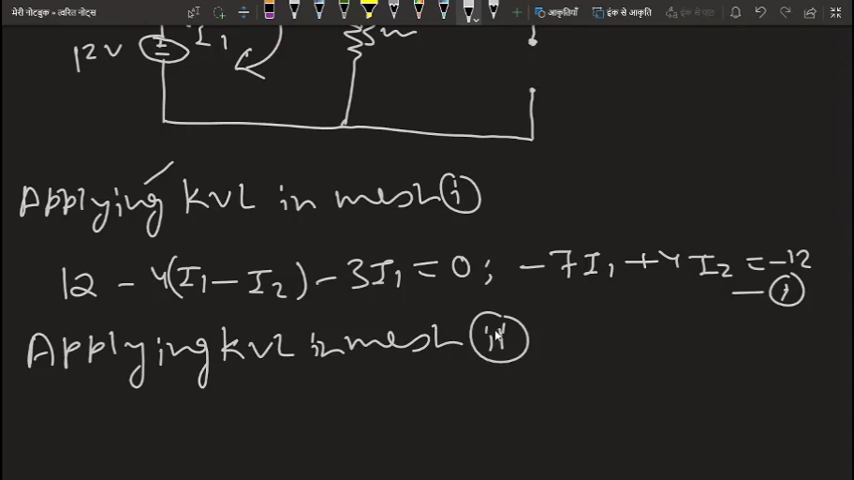 मेरी नोटबुक – त्वरित नोट्स
आकृतियाँ
इंक से आकृति
12v
I1
Applying KVL in mesh (i)
12 - 4(I1 - I2) - 3I1 = 0; -7I1 + 4I2 = -12
— (i)
Applying KVL in mesh (ii)